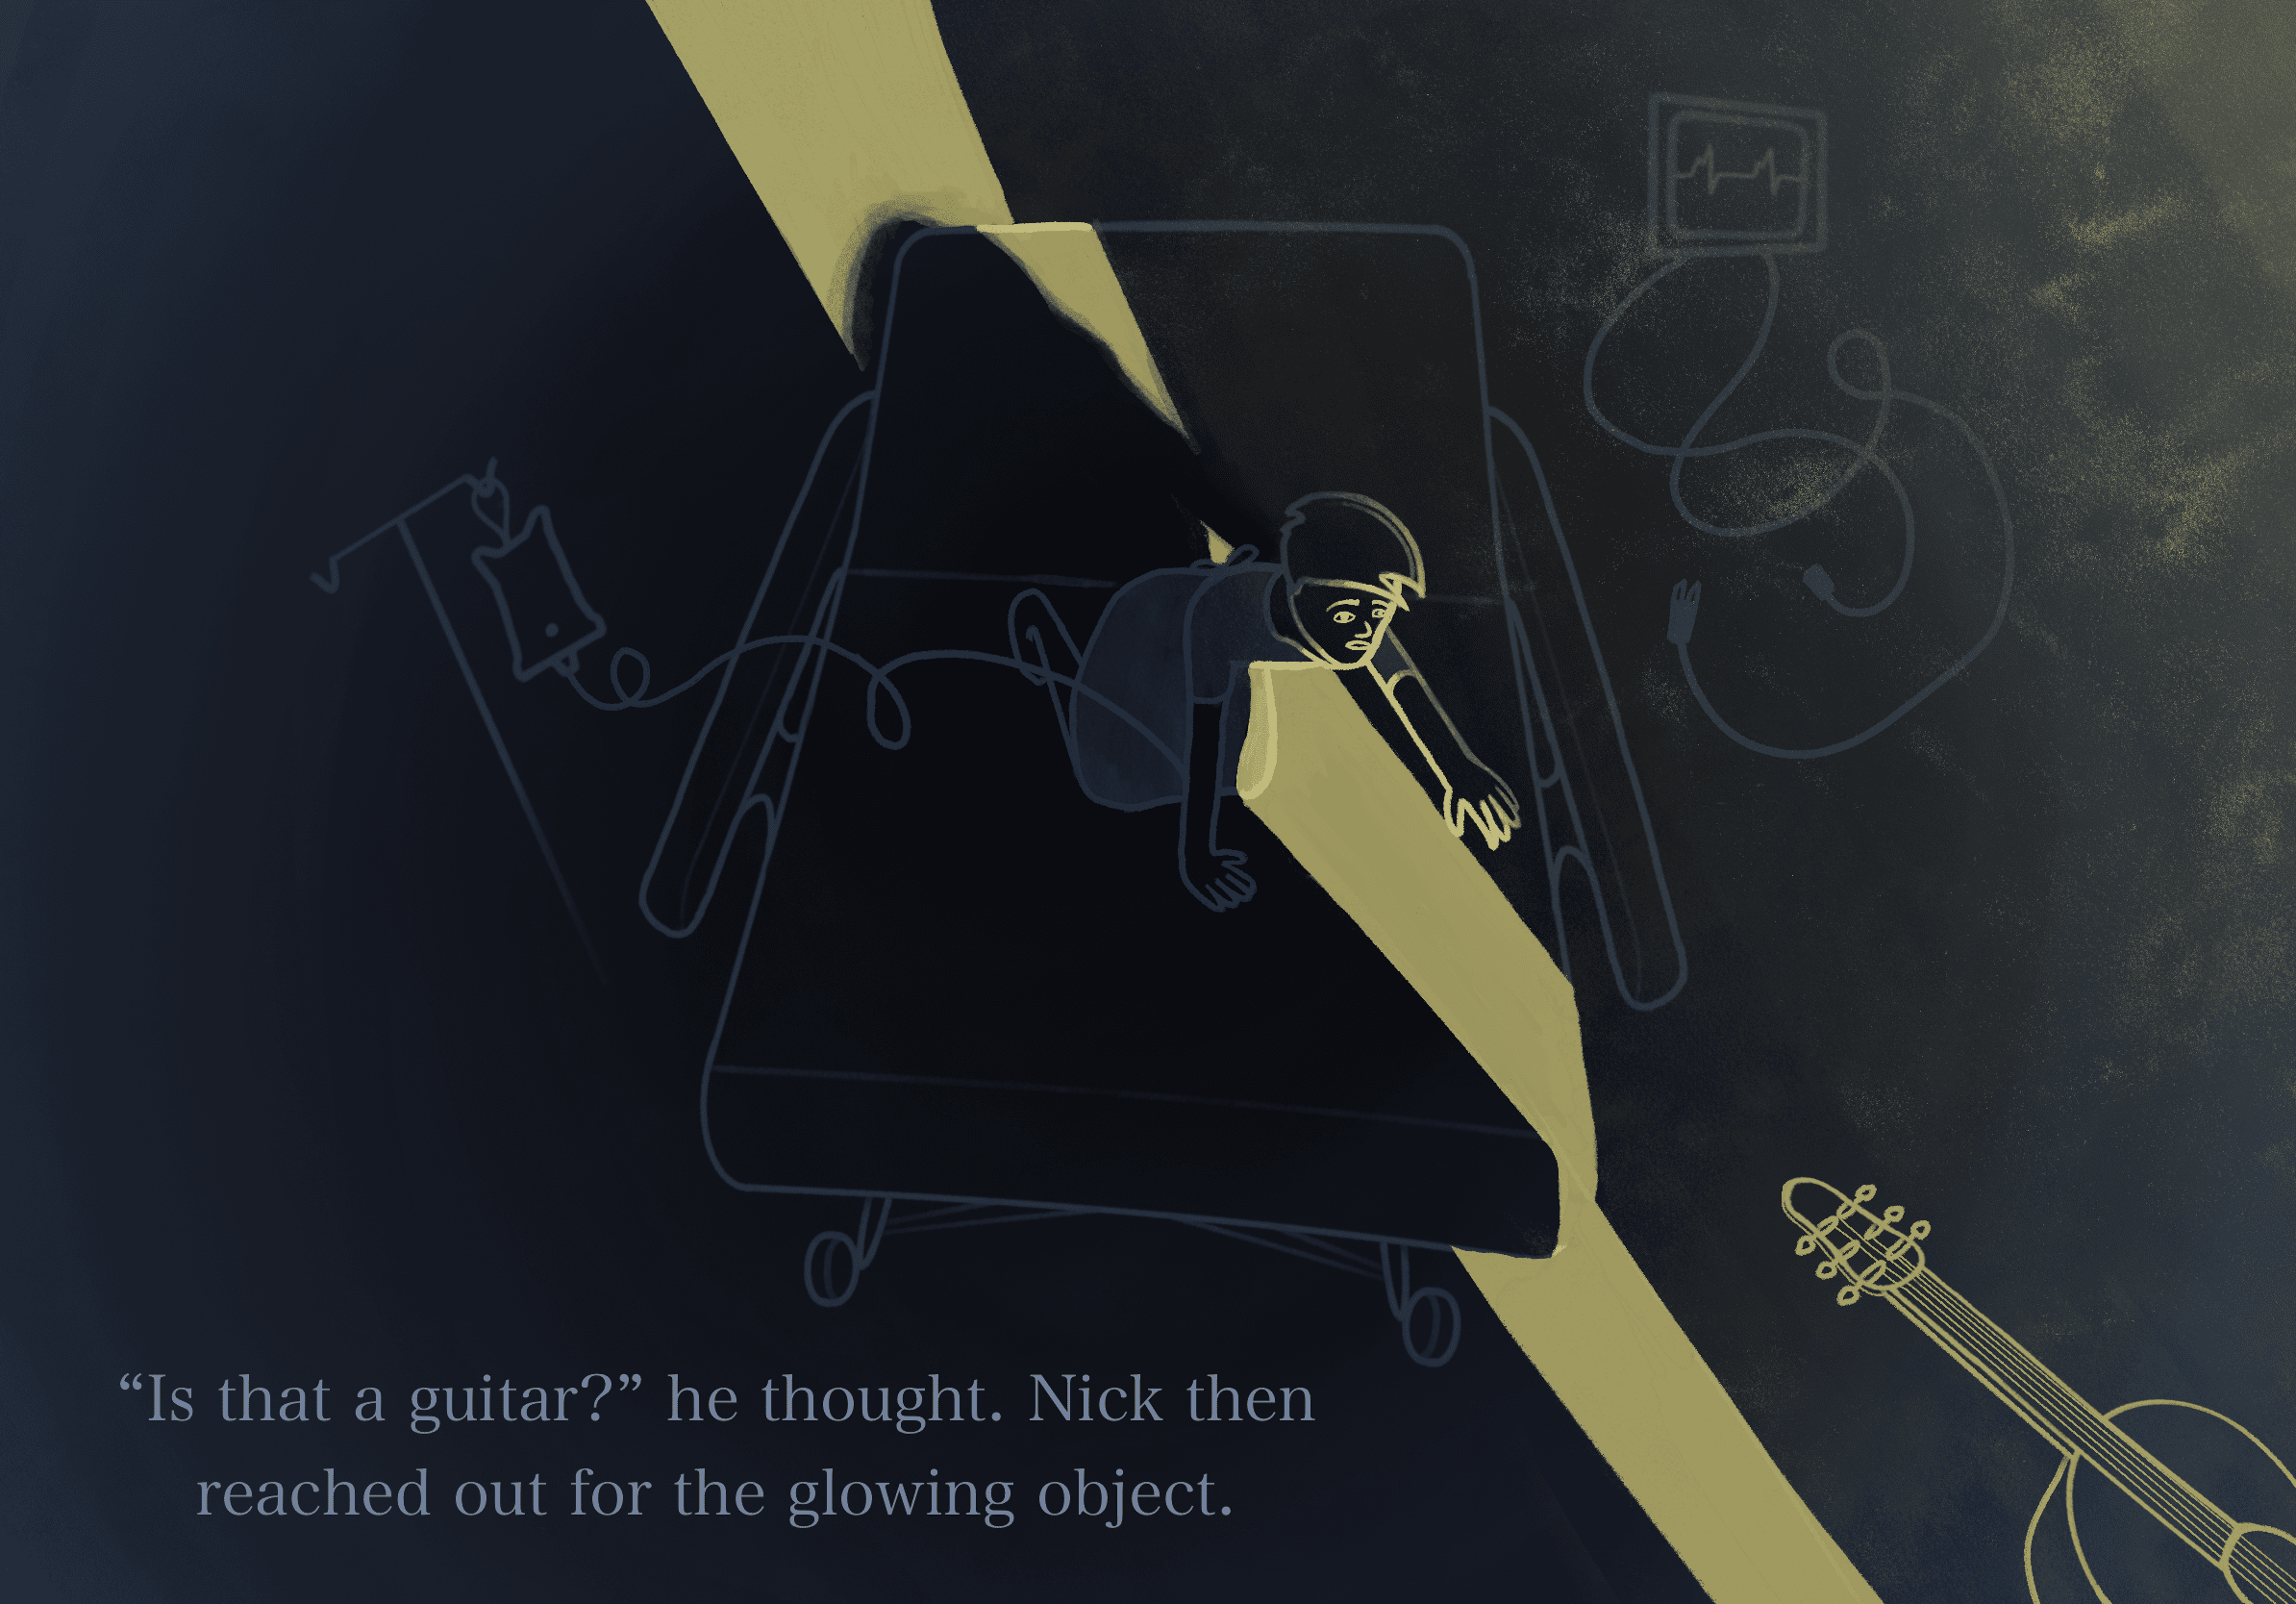 “Is that a guitar?” he thought. Nick then
reached out for the glowing object.